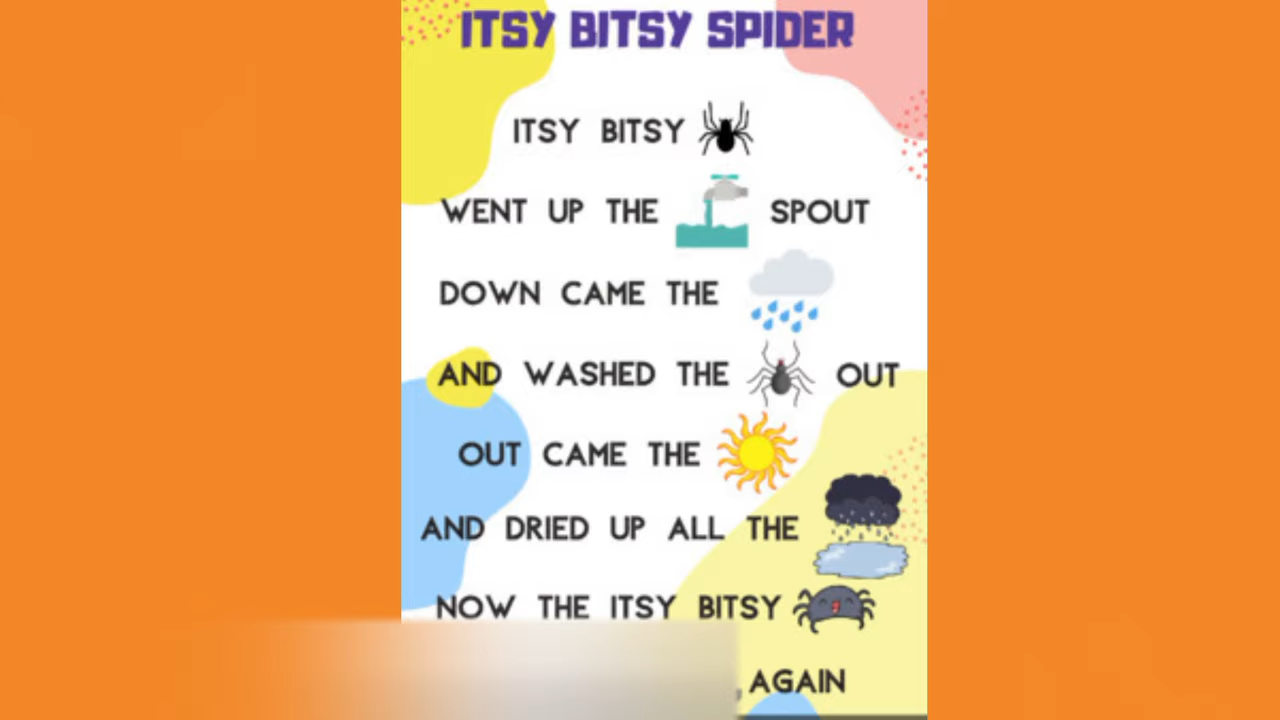 ITSY BITSY SPIDER
ITSY BITSY
WENT UP THE SPOUT
DOWN CAME THE
AND WASHED THE OUT
OUT CAME THE
AND DRIED UP ALL THE
NOW THE ITSY BITSY
AGAIN